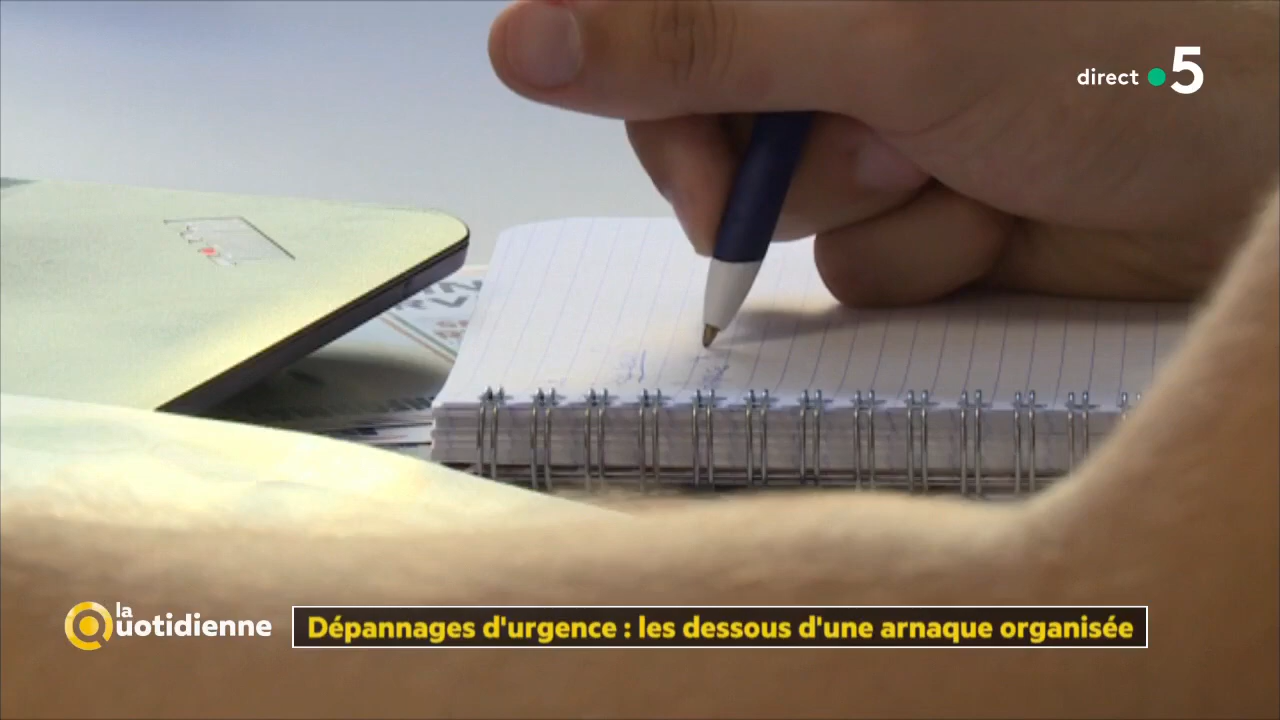 direct 5
la
Quotidienne
Dépannages d'urgence : les dessous d'une arnaque organisée